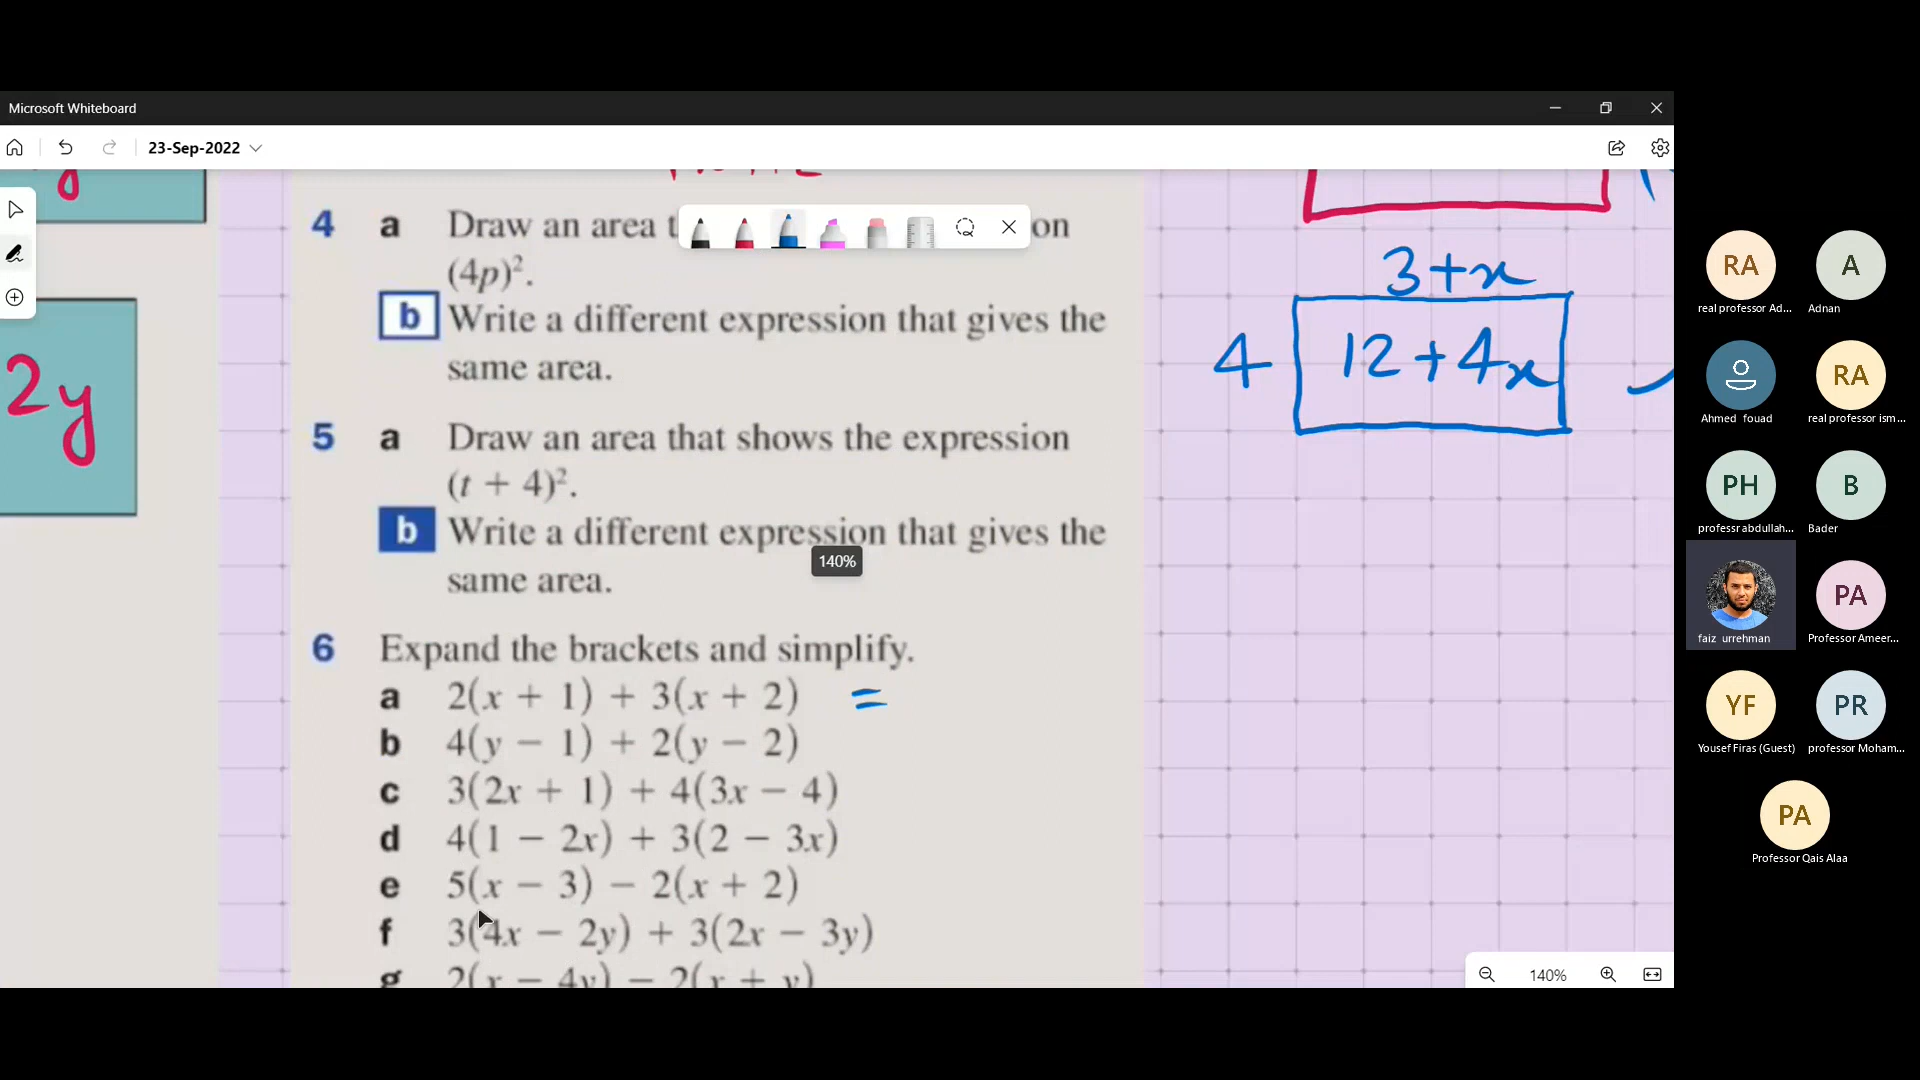 Microsoft Whiteboard
23-Sep-2022
4 a Draw an area t on
(4p)².
b Write a different expression that gives the
same area.
5 a Draw an area that shows the expression
(t + 4)².
b Write a different expression that gives the
same area.
140%
6 Expand the brackets and simplify.
a 2(x + 1) + 3(x + 2) =
b 4(y − 1) + 2(y − 2)
c 3(2x + 1) + 4(3x − 4)
d 4(1 − 2x) + 3(2 − 3x)
e 5(x − 3) − 2(x + 2)
f 3(4x − 2y) + 3(2x − 3y)
g 2(x − 4y) − 2(x + y)
2y
3+x
4 12+4x
140%
RA
real professor Ad...
A
Adnan
Ahmed fouad
RA
real professor ism...
PH
professr abdullah...
B
Bader
faiz urrehman
PA
Professor Ameer...
YF
Yousef Firas (Guest)
PR
professor Moham...
PA
Professor Qais Alaa